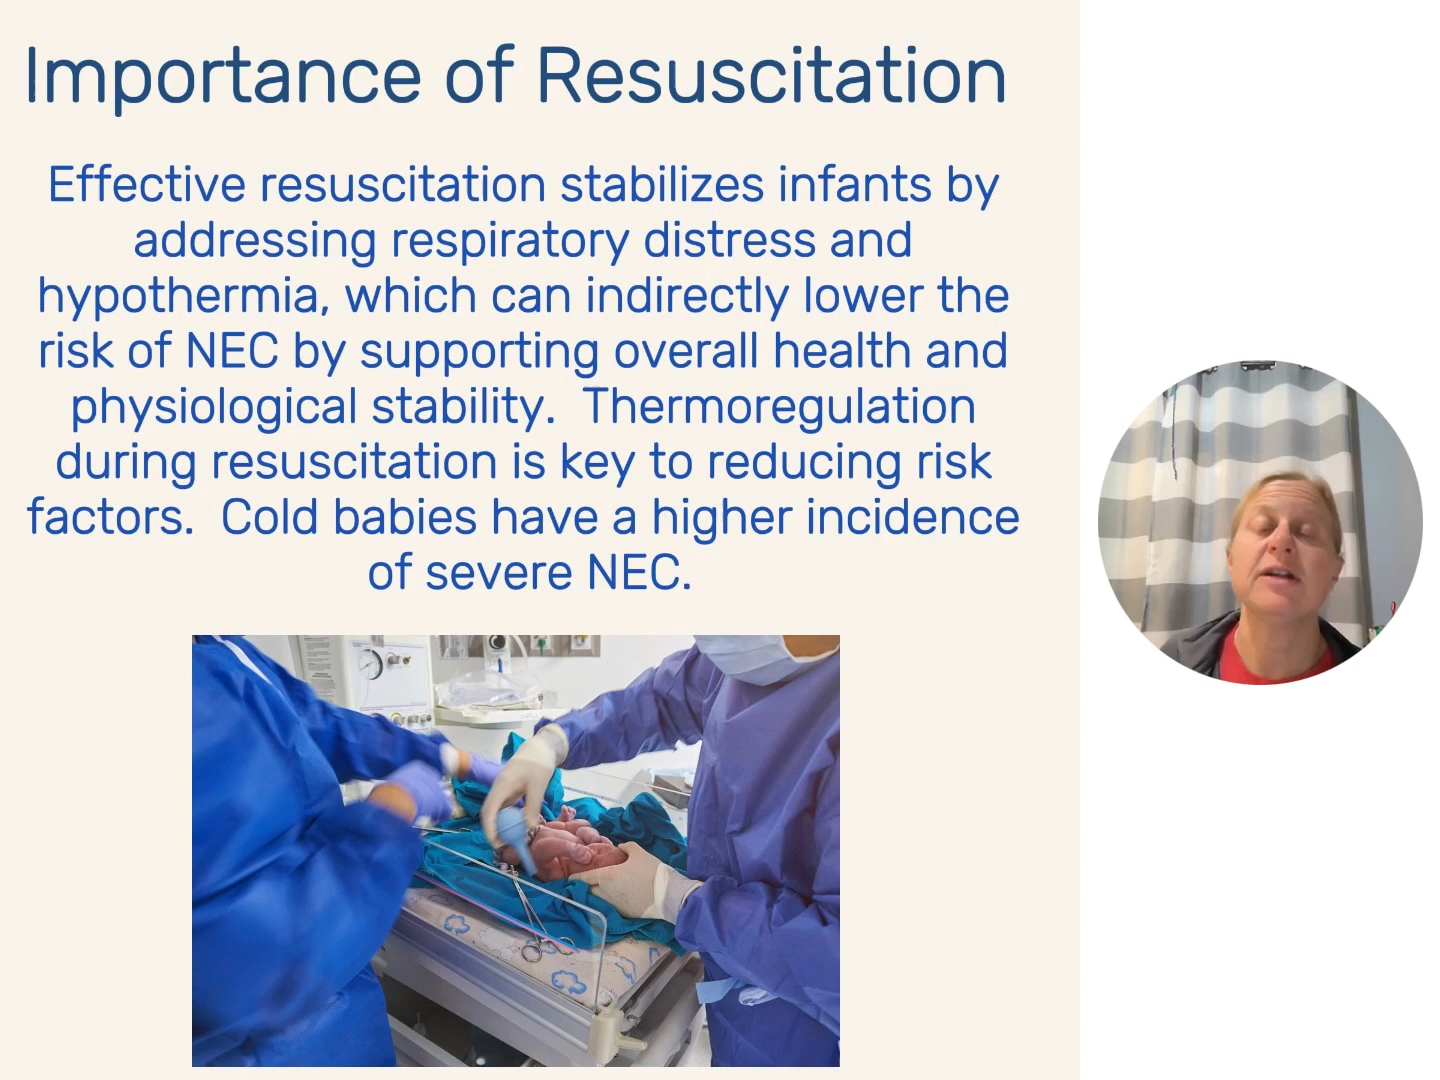 Importance of Resuscitation
Effective resuscitation stabilizes infants by
addressing respiratory distress and
hypothermia, which can indirectly lower the
risk of NEC by supporting overall health and
physiological stability.  Thermoregulation
during resuscitation is key to reducing risk
factors.  Cold babies have a higher incidence
of severe NEC.